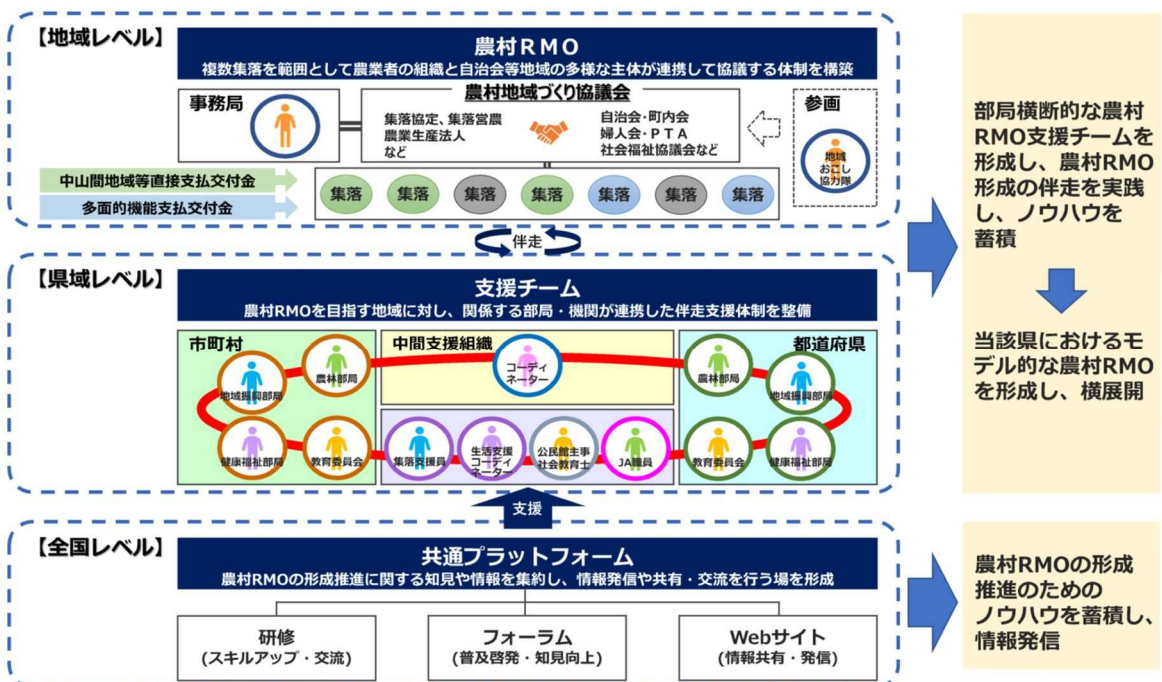 【地域レベル】
農村RMO
複数集落を範囲として農業者の組織と自治会等地域の多様な主体が連携して協議する体制を構築
事務局
農村地域づくり協議会
集落協定、集落営農
農業生産法人
など
自治会・町内会
婦人会・PTA
社会福祉協議会など
参画
地域
おこし
協力隊
中山間地域等直接支払交付金
多面的機能支払交付金
集落
集落
集落
集落
集落
集落
集落
伴走
部局横断的な農村
RMO支援チームを
形成し、農村RMO
形成の伴走を実践
し、ノウハウを
蓄積
当該県におけるモ
デル的な農村RMO
を形成し、横展開
【県域レベル】
支援チーム
農村RMOを目指す地域に対し、関係する部局・機関が連携した伴走支援体制を整備
市町村
地域振興部局
農林部局
健康福祉部局
教育委員会
中間支援組織
コーディ
ネーター
集落支援員
生活支援
コーディ
ネーター
公民館主事
社会教育士
JA職員
都道府県
農林部局
地域振興部局
教育委員会
健康福祉部局
支援
【全国レベル】
共通プラットフォーム
農村RMOの形成推進に関する知見や情報を集約し、情報発信や共有・交流を行う場を形成
研修
(スキルアップ・交流)
フォーラム
(普及啓発・知見向上)
Webサイト
(情報共有・発信)
農村RMOの形成
推進のための
ノウハウを蓄積し、
情報発信